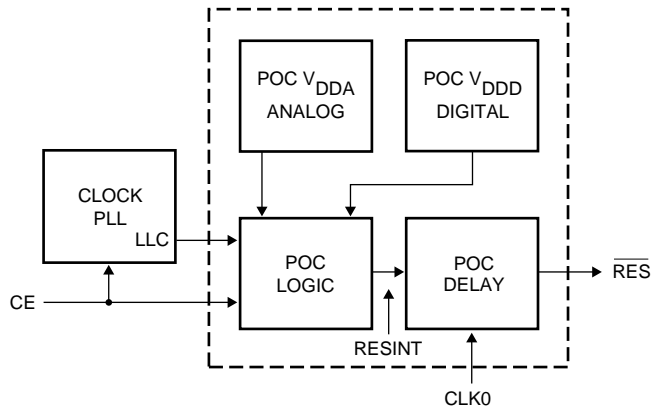 POC VDDA
ANALOG
POC VDDD
DIGITAL
CLOCK
PLL
LLC
POC
LOGIC
POC
DELAY
RES
CE
RESINT
CLK0